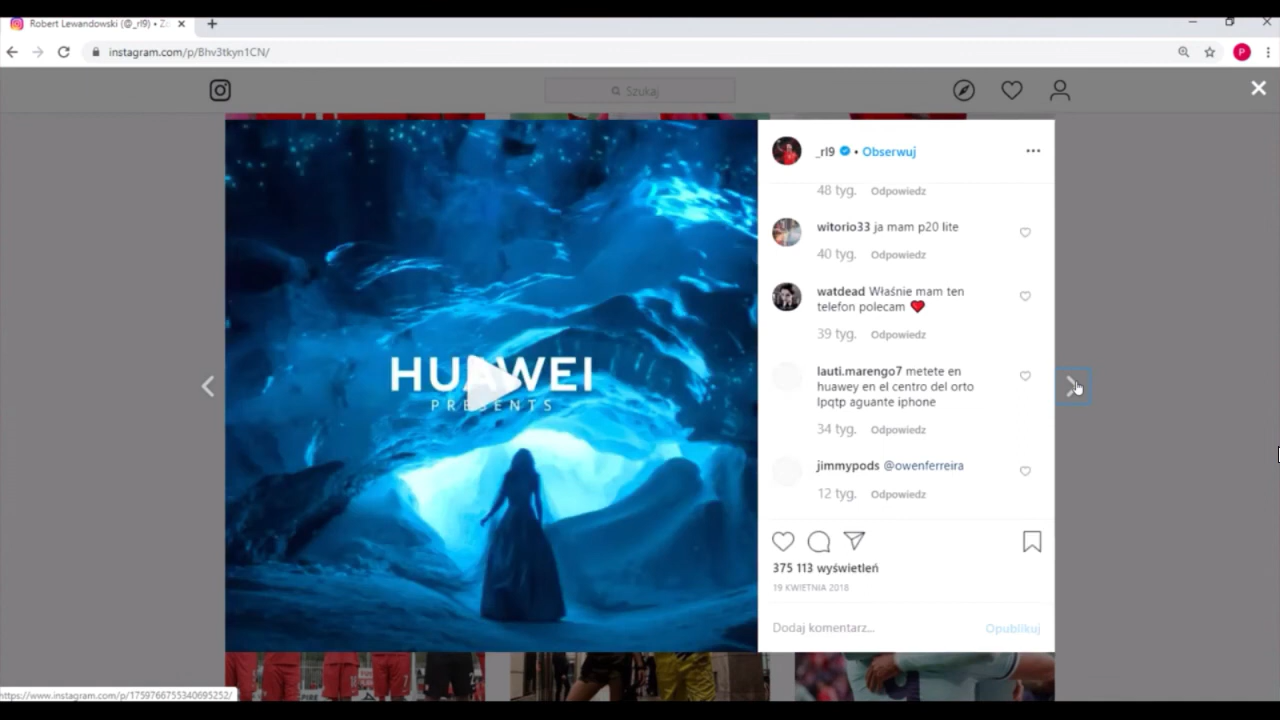 Robert Lewandowski (@_rl9) • Z
instagram.com/p/Bhv3tkyn1CN/
P
Szukaj
_rl9 • Obserwuj
48 tyg. Odpowiedz
witorio33 ja mam p20 lite
40 tyg. Odpowiedz
watdead Właśnie mam ten
telefon polecam ❤
39 tyg. Odpowiedz
lauti.marengo7 metete en
huawey en el centro del orto
lpqtp aguante iphone
34 tyg. Odpowiedz
jimmypods @owenferreira
12 tyg. Odpowiedz
HUAWEI
PRESENTS
375 113 wyświetleń
19 KWIETNIA 2018
Dodaj komentarz... Opublikuj
https://www.instagram.com/p/1759766755340695252/